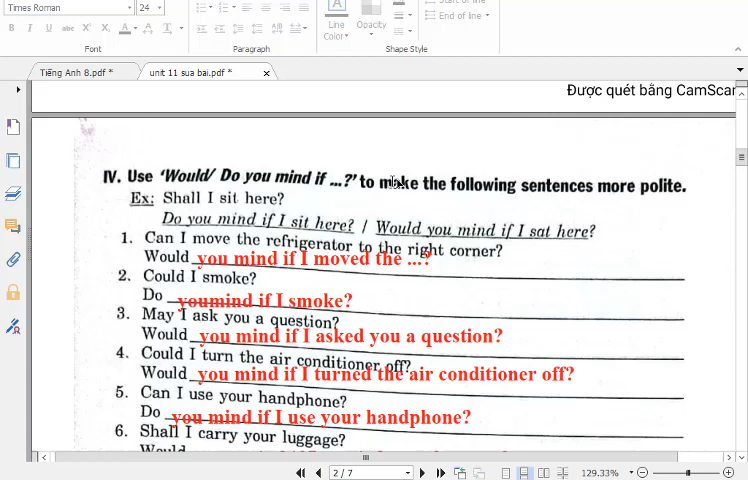 Times Roman 24
Start of line
End of line
B I U abc X² X₂ A
Line Color
Opacity
Font Paragraph Shape Style
Tiếng Anh 8.pdf * unit 11 sua bai.pdf * ×
Được quét bằng CamScan
IV. Use 'Would/ Do you mind if ...?' to make the following sentences more polite.
Ex: Shall I sit here?
Do you mind if I sit here? / Would you mind if I sat here?
1. Can I move the refrigerator to the right corner?
Would you mind if I moved the ...?
2. Could I smoke?
Do youmind if I smoke?
3. May I ask you a question?
Would you mind if I asked you a question?
4. Could I turn the air conditioner off?
Would you mind if I turned the air conditioner off?
5. Can I use your handphone?
Do you mind if I use your handphone?
6. Shall I carry your luggage?
Would
2 / 7 129.33%